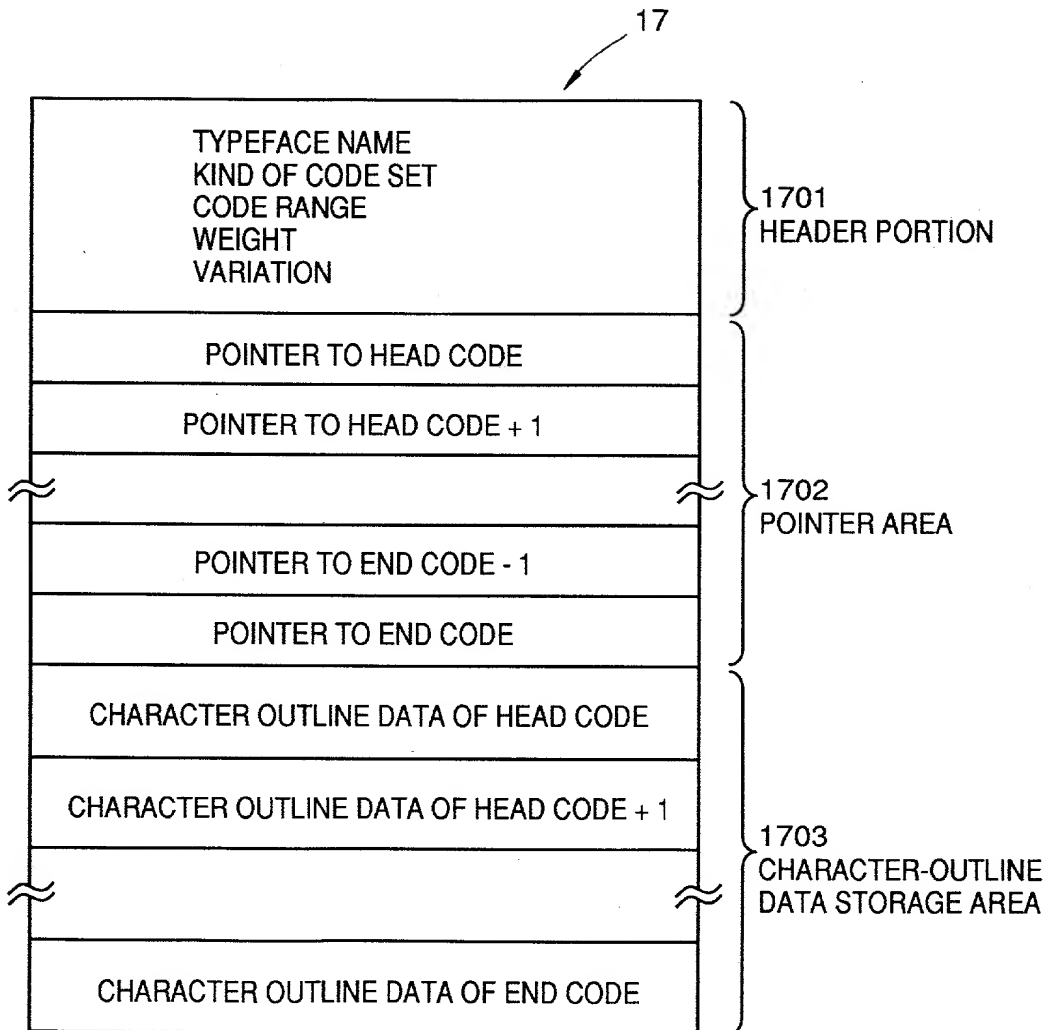 17
TYPEFACE NAME
KIND OF CODE SET
CODE RANGE
WEIGHT
VARIATION
1701
HEADER PORTION
POINTER TO HEAD CODE
POINTER TO HEAD CODE + 1
1702
POINTER AREA
POINTER TO END CODE - 1
POINTER TO END CODE
CHARACTER OUTLINE DATA OF HEAD CODE
CHARACTER OUTLINE DATA OF HEAD CODE + 1
1703
CHARACTER-OUTLINE
DATA STORAGE AREA
CHARACTER OUTLINE DATA OF END CODE